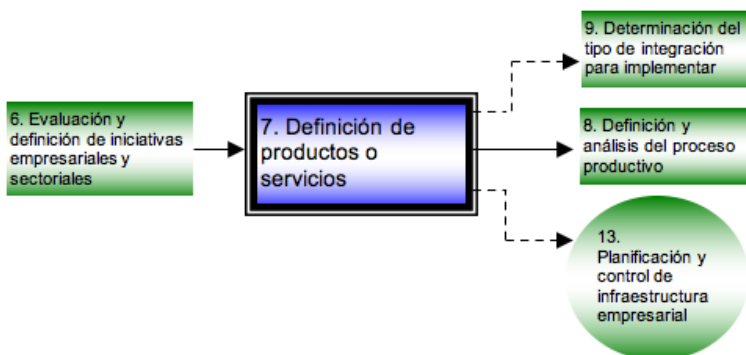 6. Evaluación y
definición de iniciativas
empresariales y
sectoriales
7. Definición de
productos o
servicios
9. Determinación del
tipo de integración
para implementar
8. Definición y
análisis del proceso
productivo
13.
Planificación y
control de
infraestructura
empresarial